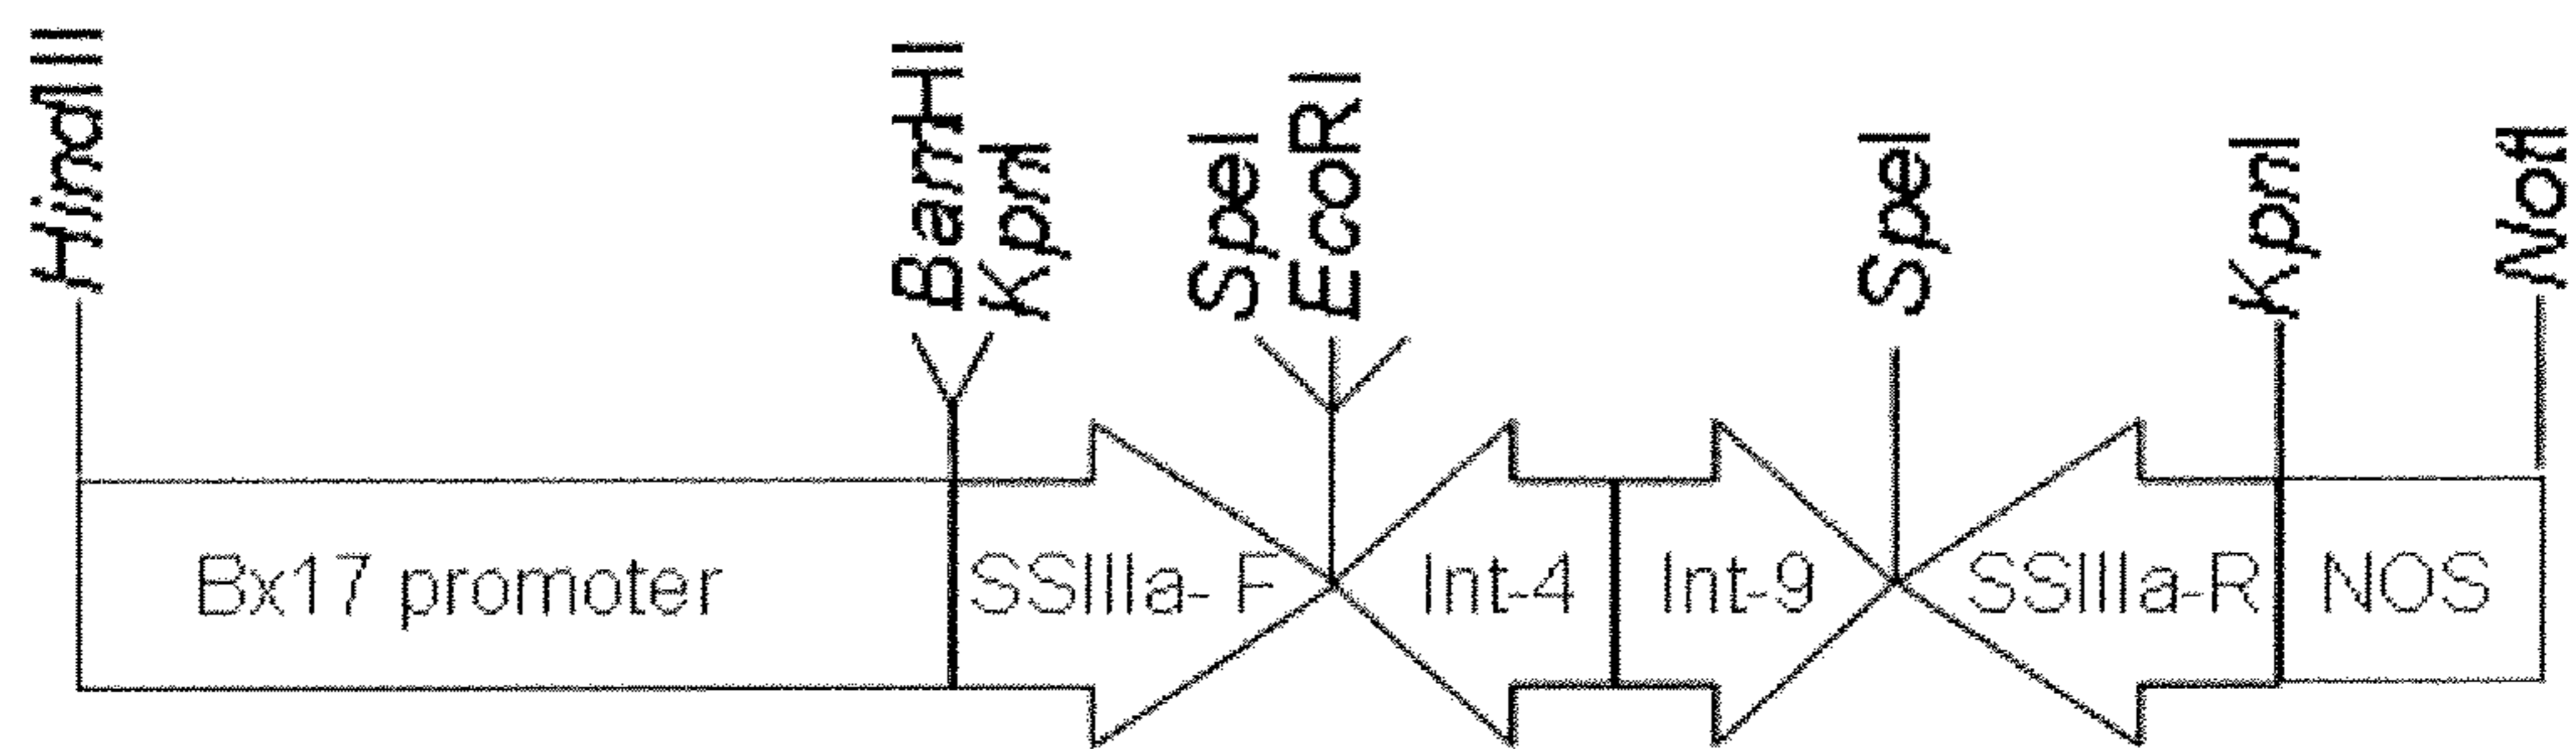 HindIII
BamHI
KpnI
SpeI
EcoRI
SpeI
KpnI
NotI
Bx17 promoter
SSIIIa- F
Int-4
Int-9
SSIIIa-R
NOS